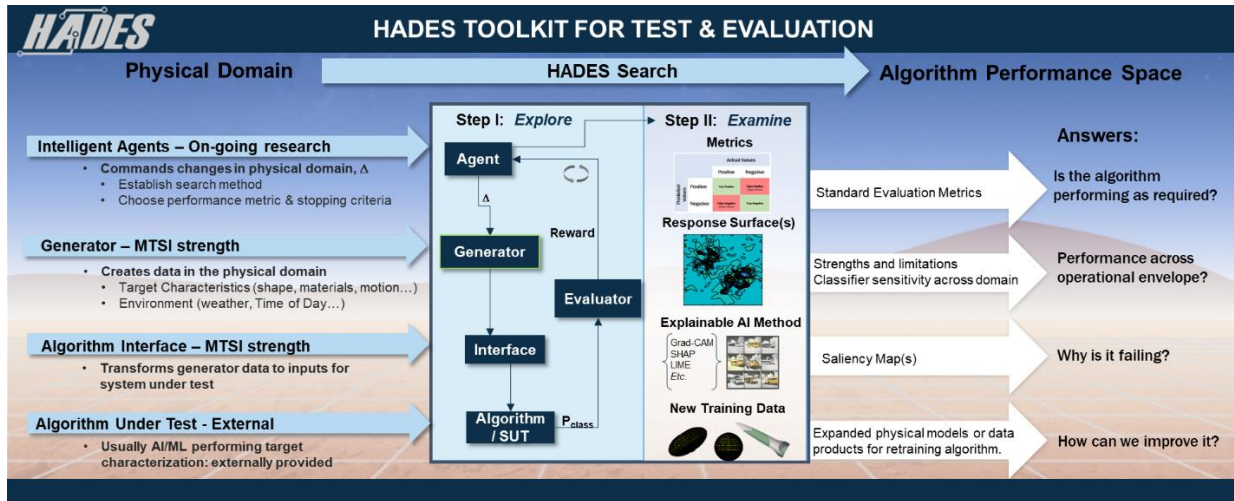 HADES
HADES TOOLKIT FOR TEST & EVALUATION
Physical Domain
HADES Search
Algorithm Performance Space
Intelligent Agents – On-going research
• Commands changes in physical domain, Δ
• Establish search method
• Choose performance metric & stopping criteria
Generator – MTSI strength
• Creates data in the physical domain
• Target Characteristics (shape, materials, motion…)
• Environment (weather, Time of Day…)
Algorithm Interface – MTSI strength
• Transforms generator data to inputs for
system under test
Algorithm Under Test - External
• Usually AI/ML performing target
characterization: externally provided
Step I: Explore
Agent
Δ
Generator
Reward
Evaluator
Interface
Algorithm
/ SUT
Pclass
Step II: Examine
Metrics
Actual Values
Positive Negative
Predicted
Values
Positive
Negative
Response Surface(s)
Explainable AI Method
Grad-CAM
SHAP
LIME
Etc.
New Training Data
Standard Evaluation Metrics
Strengths and limitations
Classifier sensitivity across domain
Saliency Map(s)
Expanded physical models or data
products for retraining algorithm.
Answers:
Is the algorithm
performing as required?
Performance across
operational envelope?
Why is it failing?
How can we improve it?